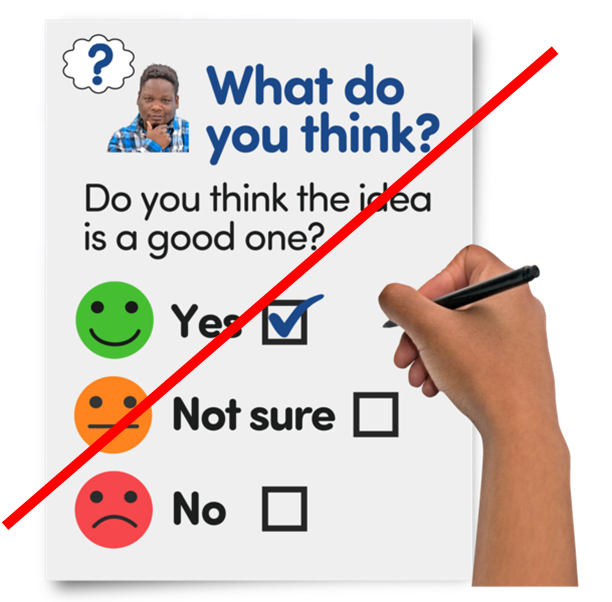 ?
What do
you think?
Do you think the idea
is a good one?
Yes
Not sure
No